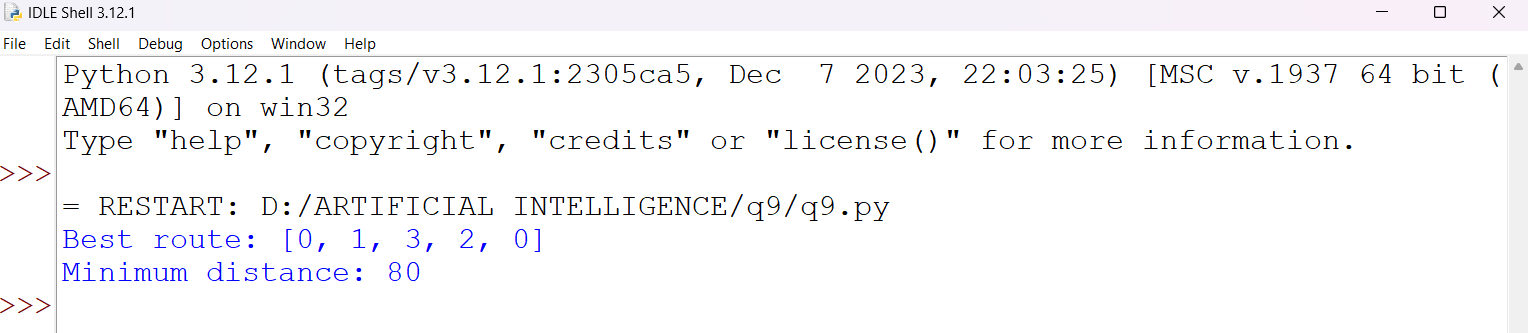 IDLE Shell 3.12.1
File Edit Shell Debug Options Window Help
Python 3.12.1 (tags/v3.12.1:2305ca5, Dec  7 2023, 22:03:25) [MSC v.1937 64 bit (
AMD64)] on win32
Type "help", "copyright", "credits" or "license()" for more information.
>>>
= RESTART: D:/ARTIFICIAL INTELLIGENCE/q9/q9.py
Best route: [0, 1, 3, 2, 0]
Minimum distance: 80
>>>